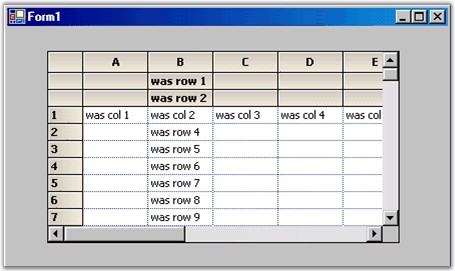 Form1
A B C D E
was row 1
was row 2
1 was col 1 was col 2 was col 3 was col 4 was col
2 was row 4
3 was row 5
4 was row 6
5 was row 7
6 was row 8
7 was row 9